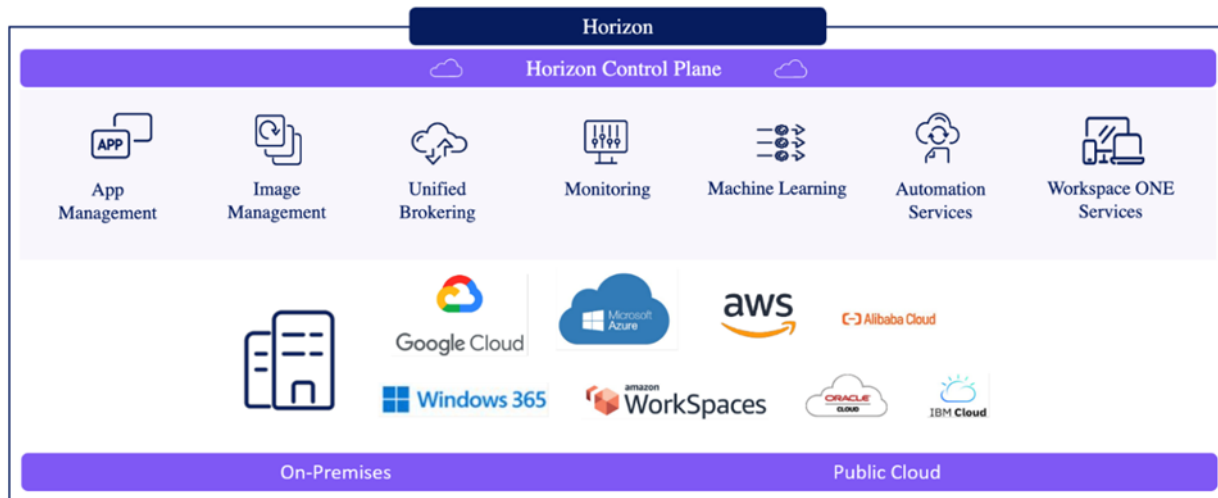 Horizon
Horizon Control Plane
APP
App
Management
Image
Management
Unified
Brokering
Monitoring
Machine Learning
Automation
Services
Workspace ONE
Services
Google Cloud
Microsoft
Azure
aws
Alibaba Cloud
Windows 365
amazon
WorkSpaces
ORACLE
CLOUD
IBM Cloud
On-Premises
Public Cloud